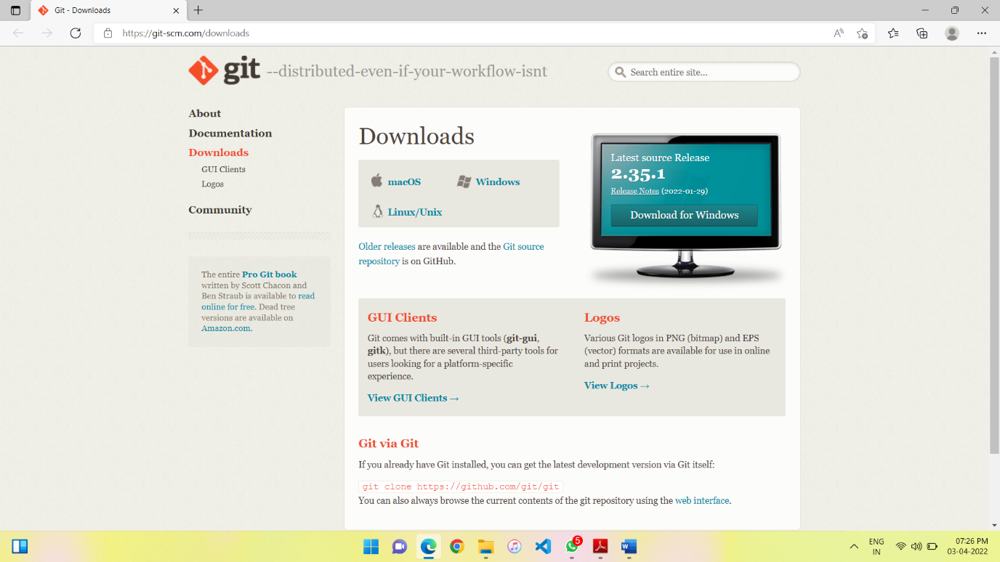 Git - Downloads
https://git-scm.com/downloads
git --distributed-even-if-your-workflow-isnt
Search entire site...
About
Documentation
Downloads
GUI Clients
Logos
Community
The entire Pro Git book
written by Scott Chacon and
Ben Straub is available to read
online for free. Dead tree
versions are available on
Amazon.com.
Downloads
macOS
Windows
Linux/Unix
Older releases are available and the Git source
repository is on GitHub.
Latest source Release
2.35.1
Release Notes (2022-01-29)
Download for Windows
GUI Clients
Git comes with built-in GUI tools (git-gui,
gitk), but there are several third-party tools for
users looking for a platform-specific
experience.
View GUI Clients →
Logos
Various Git logos in PNG (bitmap) and EPS
(vector) formats are available for use in online
and print projects.
View Logos →
Git via Git
If you already have Git installed, you can get the latest development version via Git itself:
git clone https://github.com/git/git
You can also always browse the current contents of the git repository using the web interface.
5
ENG
IN
07:26 PM
03-04-2022